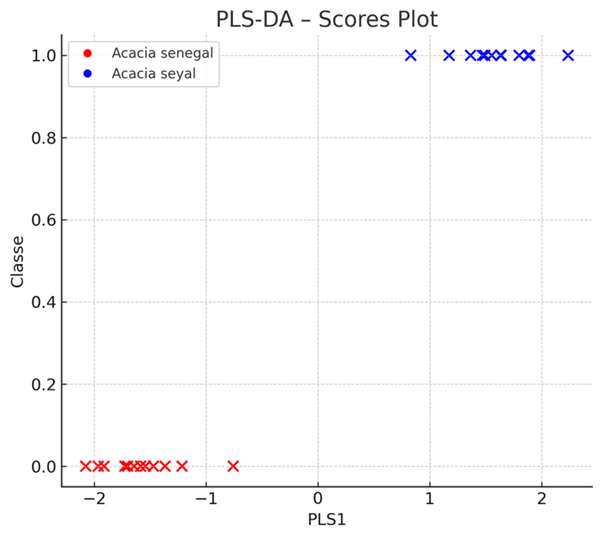 PLS-DA – Scores Plot
Acacia senegal
Acacia seyal
1.0
0.8
0.6
0.4
0.2
0.0
Classe
−2
−1
0
1
2
PLS1